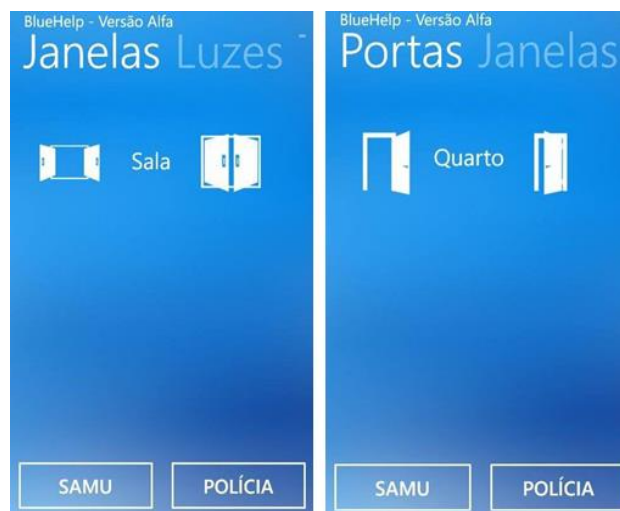 BlueHelp - Versão Alfa
Janelas Luzes
Sala
SAMU POLÍCIA
BlueHelp - Versão Alfa
Portas Janelas
Quarto
SAMU POLÍCIA